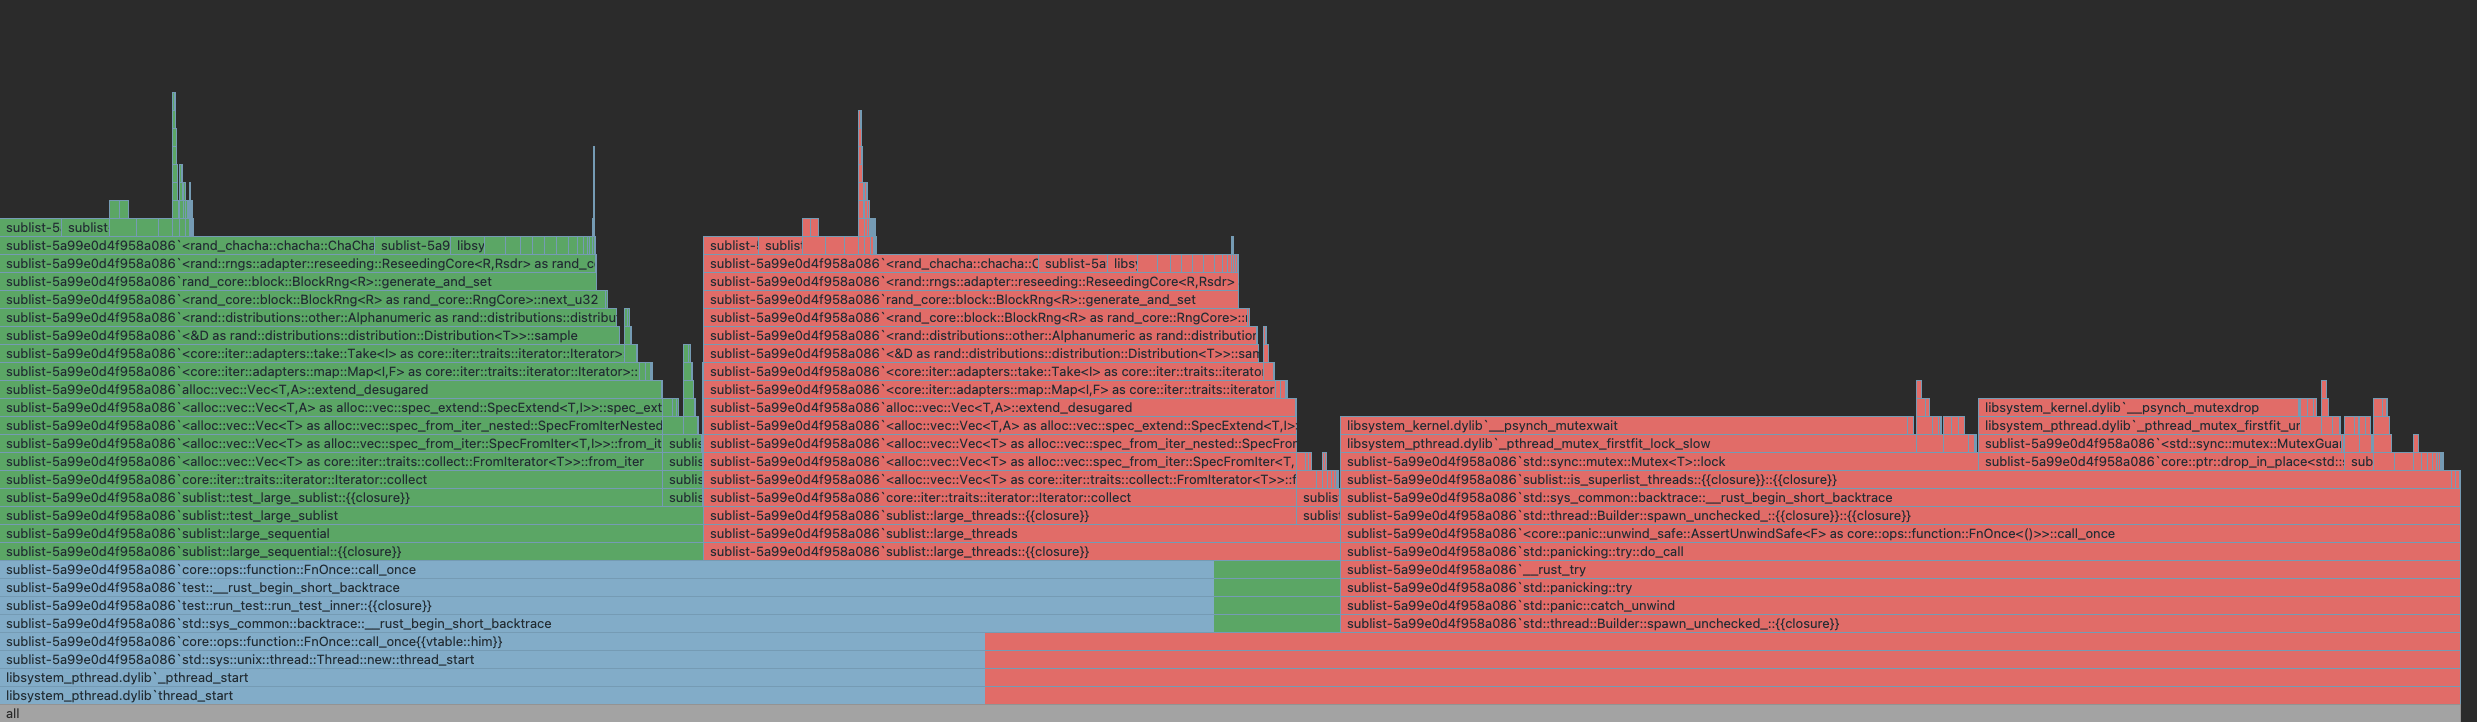 sublist-5 sublist
sublist-5a99e0d4f958a086`<rand_chacha::chacha::ChaCha sublist-5a9 libsy sublist- sublist
sublist-5a99e0d4f958a086`<rand::rngs::adapter::reseeding::ReseedingCore<R,Rsdr> as rand_c sublist-5a99e0d4f958a086`<rand_chacha::chacha::C sublist-5a libsy
sublist-5a99e0d4f958a086`rand_core::block::BlockRng<R>::generate_and_set sublist-5a99e0d4f958a086`<rand::rngs::adapter::reseeding::ReseedingCore<R,Rsdr>
sublist-5a99e0d4f958a086`<rand_core::block::BlockRng<R> as rand_core::RngCore>::next_u32 sublist-5a99e0d4f958a086`rand_core::block::BlockRng<R>::generate_and_set
sublist-5a99e0d4f958a086`<rand::distributions::other::Alphanumeric as rand::distributions::distribu sublist-5a99e0d4f958a086`<rand_core::block::BlockRng<R> as rand_core::RngCore>::
sublist-5a99e0d4f958a086`<&D as rand::distributions::distribution::Distribution<T>>::sample sublist-5a99e0d4f958a086`<rand::distributions::other::Alphanumeric as rand::distribution
sublist-5a99e0d4f958a086`<core::iter::adapters::take::Take<I> as core::iter::traits::iterator::Iterator> sublist-5a99e0d4f958a086`<&D as rand::distributions::distribution::Distribution<T>>::sam
sublist-5a99e0d4f958a086`<core::iter::adapters::map::Map<I,F> as core::iter::traits::iterator::Iterator>:: sublist-5a99e0d4f958a086`<core::iter::adapters::take::Take<I> as core::iter::traits::iterato
sublist-5a99e0d4f958a086`alloc::vec::Vec<T,A>::extend_desugared sublist-5a99e0d4f958a086`<core::iter::adapters::map::Map<I,F> as core::iter::traits::iterator
sublist-5a99e0d4f958a086`<alloc::vec::Vec<T,A> as alloc::vec::spec_extend::SpecExtend<T,I>>::spec_ext sublist-5a99e0d4f958a086`alloc::vec::Vec<T,A>::extend_desugared libsystem_kernel.dylib`__psynch_mutexdrop
sublist-5a99e0d4f958a086`<alloc::vec::Vec<T> as alloc::vec::spec_from_iter_nested::SpecFromIterNested sublist-5a99e0d4f958a086`<alloc::vec::Vec<T,A> as alloc::vec::spec_extend::SpecExtend<T,I> libsystem_kernel.dylib`__psynch_mutexwait libsystem_pthread.dylib`_pthread_mutex_firstfit_ur
sublist-5a99e0d4f958a086`<alloc::vec::Vec<T> as alloc::vec::spec_from_iter::SpecFromIter<T,I>>::from_it sublis sublist-5a99e0d4f958a086`<alloc::vec::Vec<T> as alloc::vec::spec_from_iter_nested::SpecFror libsystem_pthread.dylib`_pthread_mutex_firstfit_lock_slow sublist-5a99e0d4f958a086`<std::sync::mutex::MutexGua
sublist-5a99e0d4f958a086`<alloc::vec::Vec<T> as core::iter::traits::collect::FromIterator<T>>::from_iter sublis sublist-5a99e0d4f958a086`<alloc::vec::Vec<T> as alloc::vec::spec_from_iter::SpecFromIter<T, sublist-5a99e0d4f958a086`std::sync::mutex::Mutex<T>::lock sublist-5a99e0d4f958a086`core::ptr::drop_in_place<std:: sub
sublist-5a99e0d4f958a086`core::iter::traits::iterator::Iterator::collect sublis sublist-5a99e0d4f958a086`<alloc::vec::Vec<T> as core::iter::traits::collect::FromIterator<T>>::f sublist-5a99e0d4f958a086`sublist::is_superlist_threads::{{closure}}::{{closure}}
sublist-5a99e0d4f958a086`sublist::test_large_sublist::{{closure}} sublis sublist-5a99e0d4f958a086`core::iter::traits::iterator::Iterator::collect sublis sublist-5a99e0d4f958a086`std::sys_common::backtrace::__rust_begin_short_backtrace
sublist-5a99e0d4f958a086`sublist::test_large_sublist sublist-5a99e0d4f958a086`sublist::large_threads::{{closure}} sublist sublist-5a99e0d4f958a086`std::thread::Builder::spawn_unchecked_::{{closure}}::{{closure}}
sublist-5a99e0d4f958a086`sublist::large_sequential sublist-5a99e0d4f958a086`sublist::large_threads sublist-5a99e0d4f958a086`<core::panic::unwind_safe::AssertUnwindSafe<F> as core::ops::function::FnOnce<()>>::call_once
sublist-5a99e0d4f958a086`sublist::large_sequential::{{closure}} sublist-5a99e0d4f958a086`sublist::large_threads::{{closure}} sublist-5a99e0d4f958a086`std::panicking::try::do_call
sublist-5a99e0d4f958a086`core::ops::function::FnOnce::call_once sublist-5a99e0d4f958a086`__rust_try
sublist-5a99e0d4f958a086`test::__rust_begin_short_backtrace sublist-5a99e0d4f958a086`std::panicking::try
sublist-5a99e0d4f958a086`test::run_test::run_test_inner::{{closure}} sublist-5a99e0d4f958a086`std::panic::catch_unwind
sublist-5a99e0d4f958a086`std::sys_common::backtrace::__rust_begin_short_backtrace sublist-5a99e0d4f958a086`std::thread::Builder::spawn_unchecked_::{{closure}}
sublist-5a99e0d4f958a086`core::ops::function::FnOnce::call_once{{vtable::him}}
sublist-5a99e0d4f958a086`std::sys::unix::thread::Thread::new::thread_start
libsystem_pthread.dylib`_pthread_start
libsystem_pthread.dylib`thread_start
all